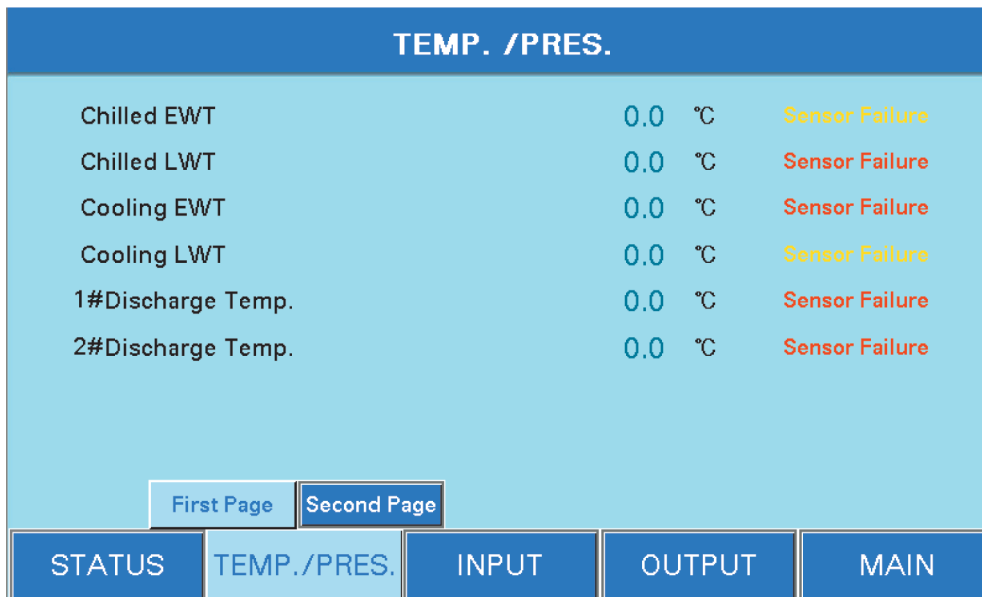 TEMP. /PRES.
Chilled EWT 0.0 ℃ Sensor Failure
Chilled LWT 0.0 ℃ Sensor Failure
Cooling EWT 0.0 ℃ Sensor Failure
Cooling LWT 0.0 ℃ Sensor Failure
1#Discharge Temp. 0.0 ℃ Sensor Failure
2#Discharge Temp. 0.0 ℃ Sensor Failure
First Page Second Page
STATUS TEMP./PRES. INPUT OUTPUT MAIN